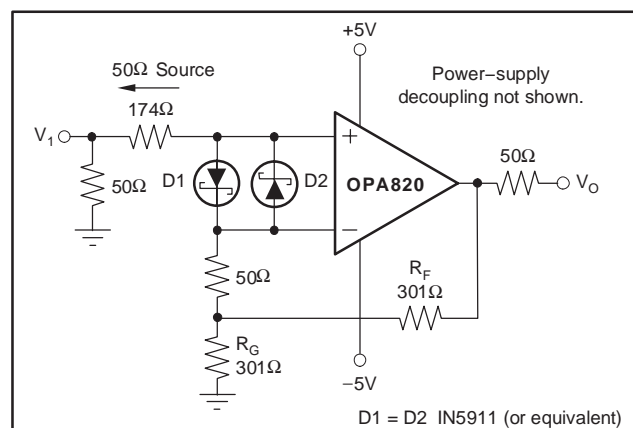 +5V
50Ω Source
Power−supply
decoupling not shown.
174Ω
V1
50Ω
D1
D2
+
OPA820
−
50Ω
VO
50Ω
RF
301Ω
RG
301Ω
−5V
D1 = D2 IN5911 (or equivalent)